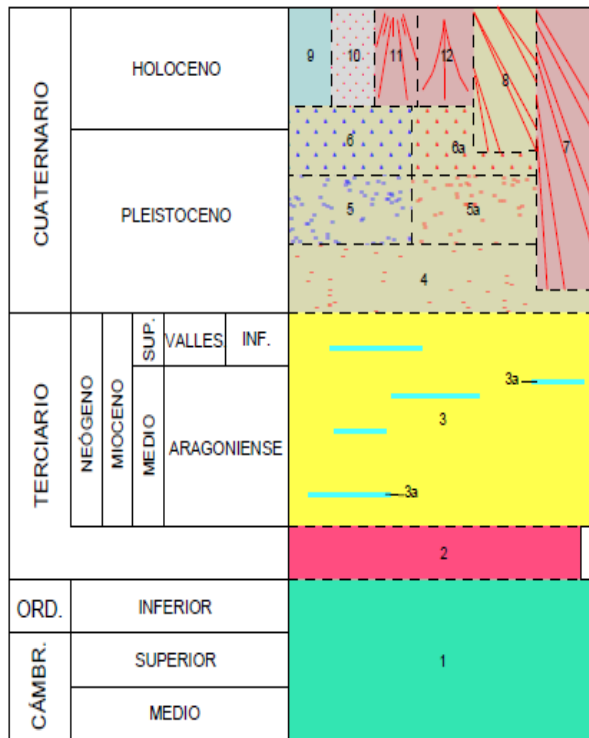 CUATERNARIO
HOLOCENO
9 10 11 12 8 7
6 6a
PLEISTOCENO
5 5a
4
TERCIARIO
NEÓGENO
MIOCENO
SUP.
VALLES. INF.
MEDIO
ARAGONIENSE
3a
3
3a
2
ORD.
INFERIOR
CÁMBR.
SUPERIOR
1
MEDIO